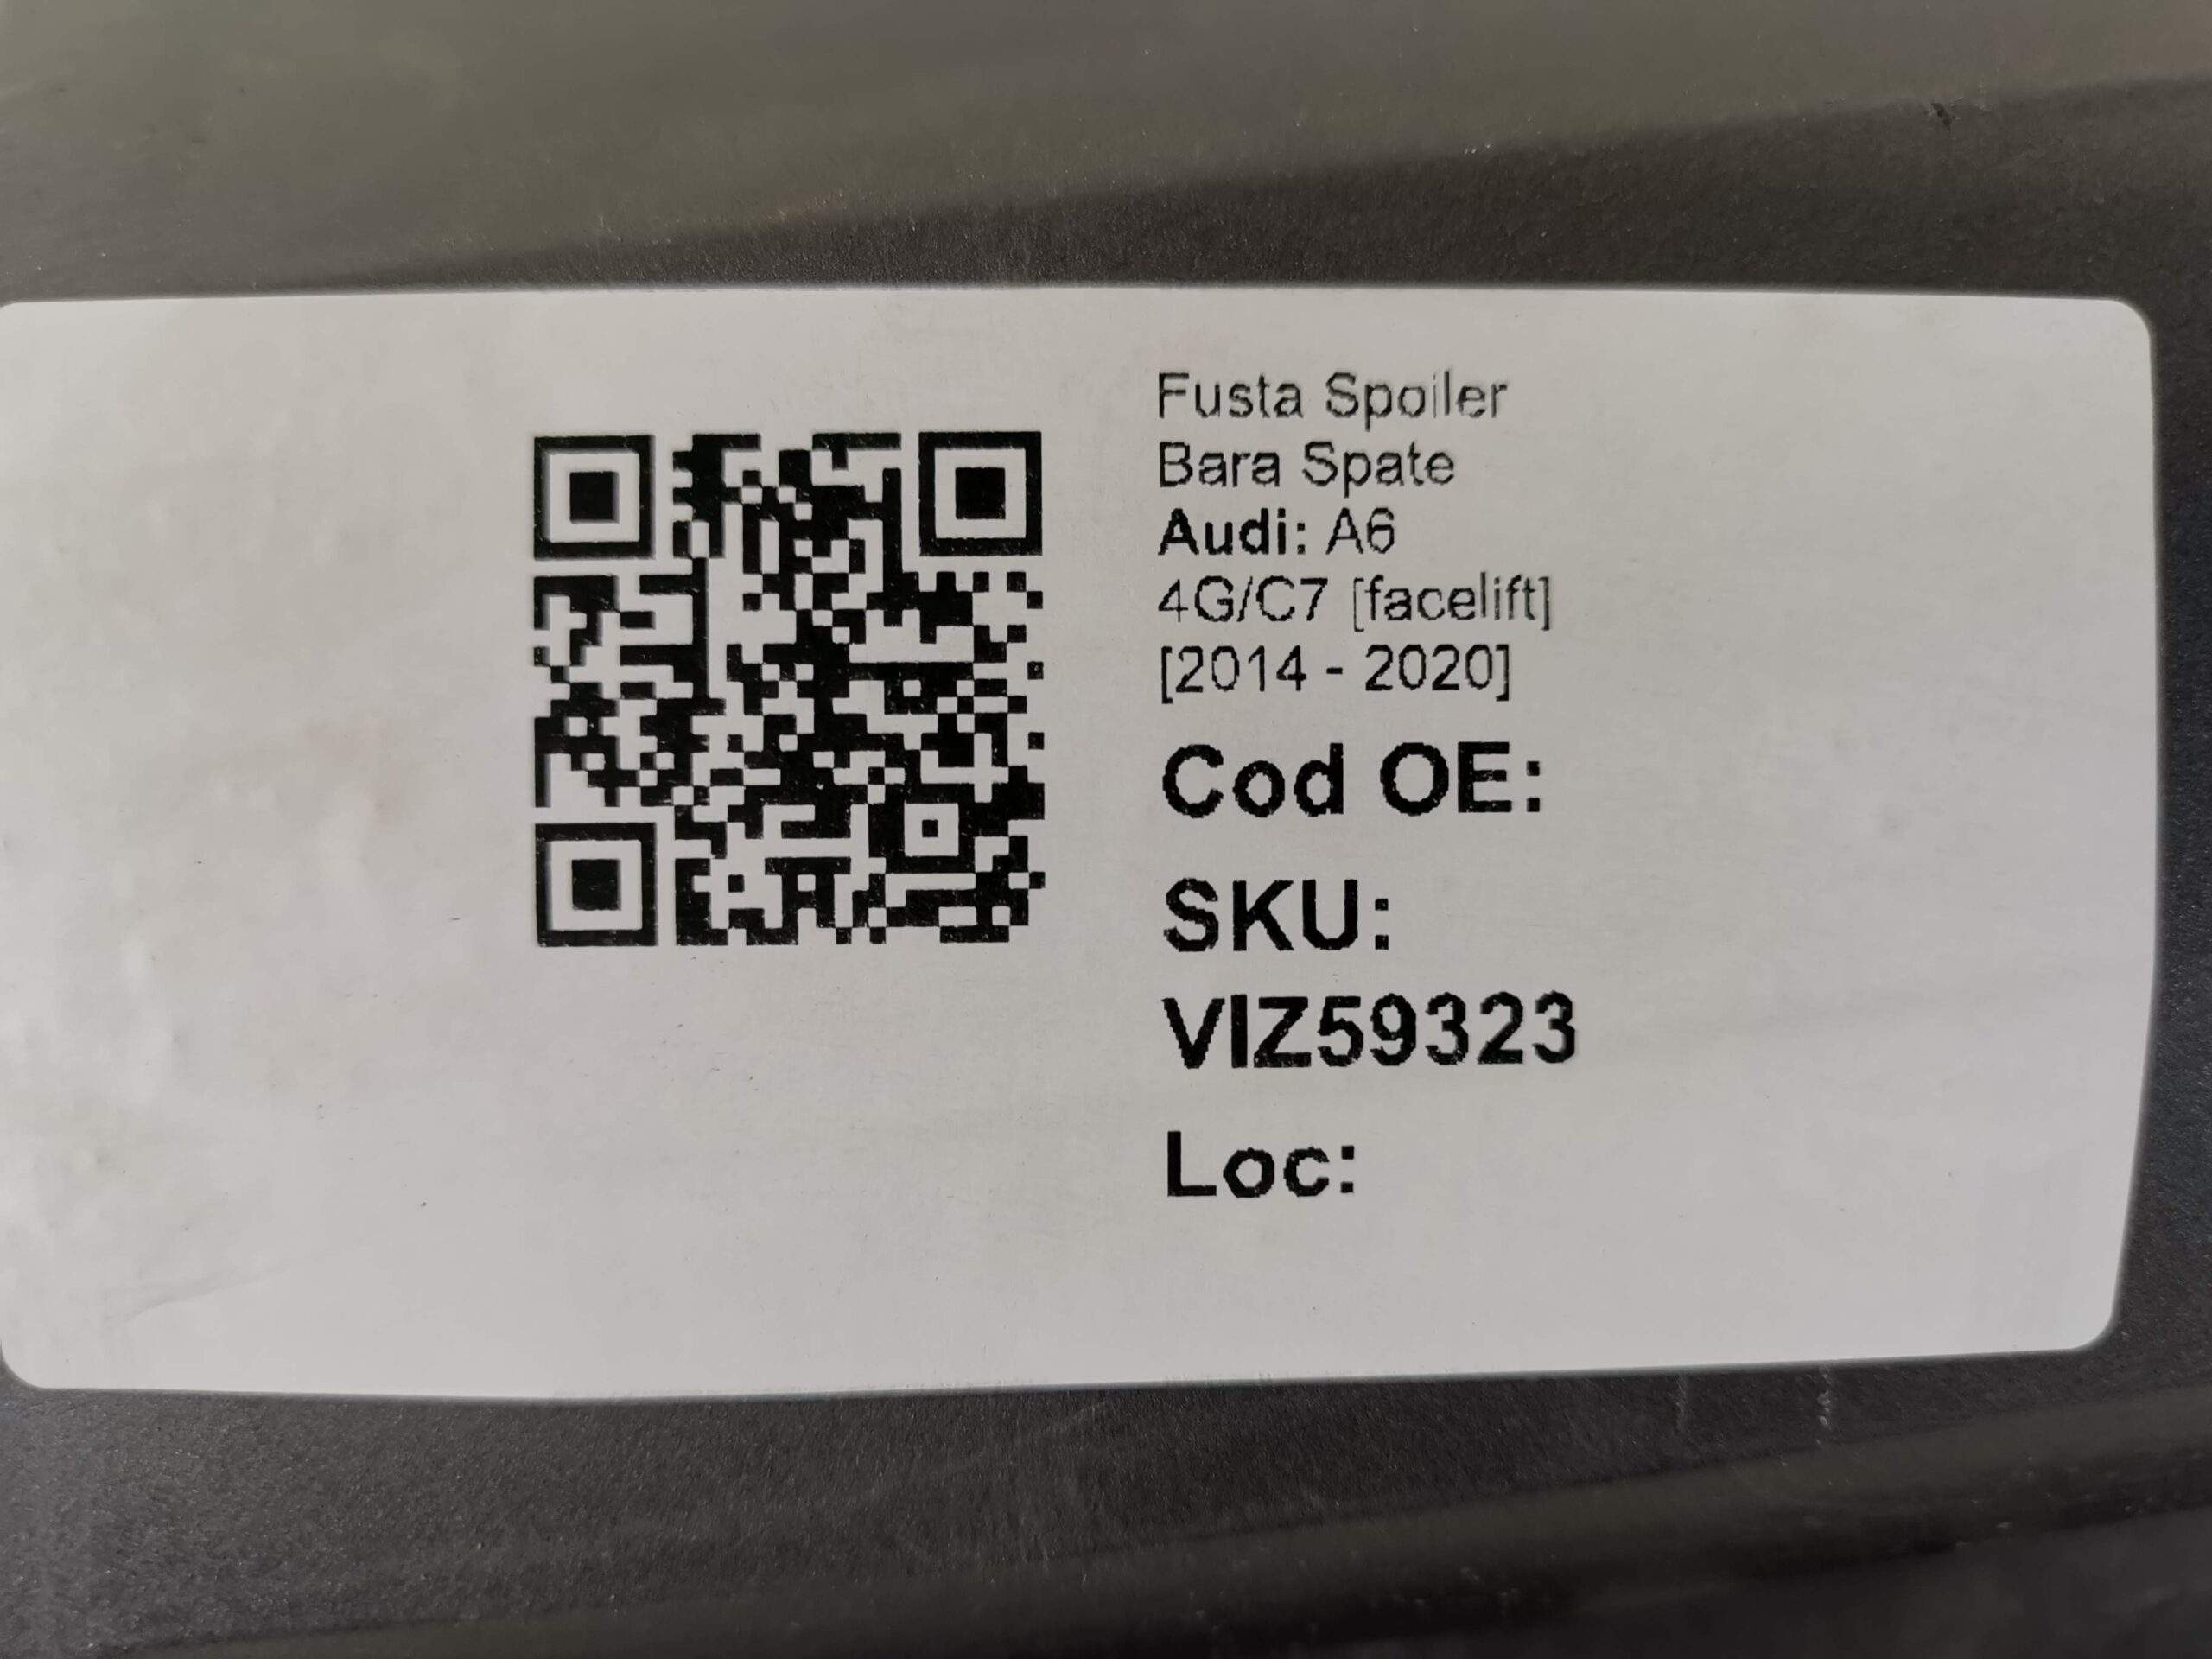 Fusta Spoiler
Bara Spate
Audi: A6
4G/C7 [facelift]
[2014 - 2020]
Cod OE:
SKU:
VIZ59323
Loc: